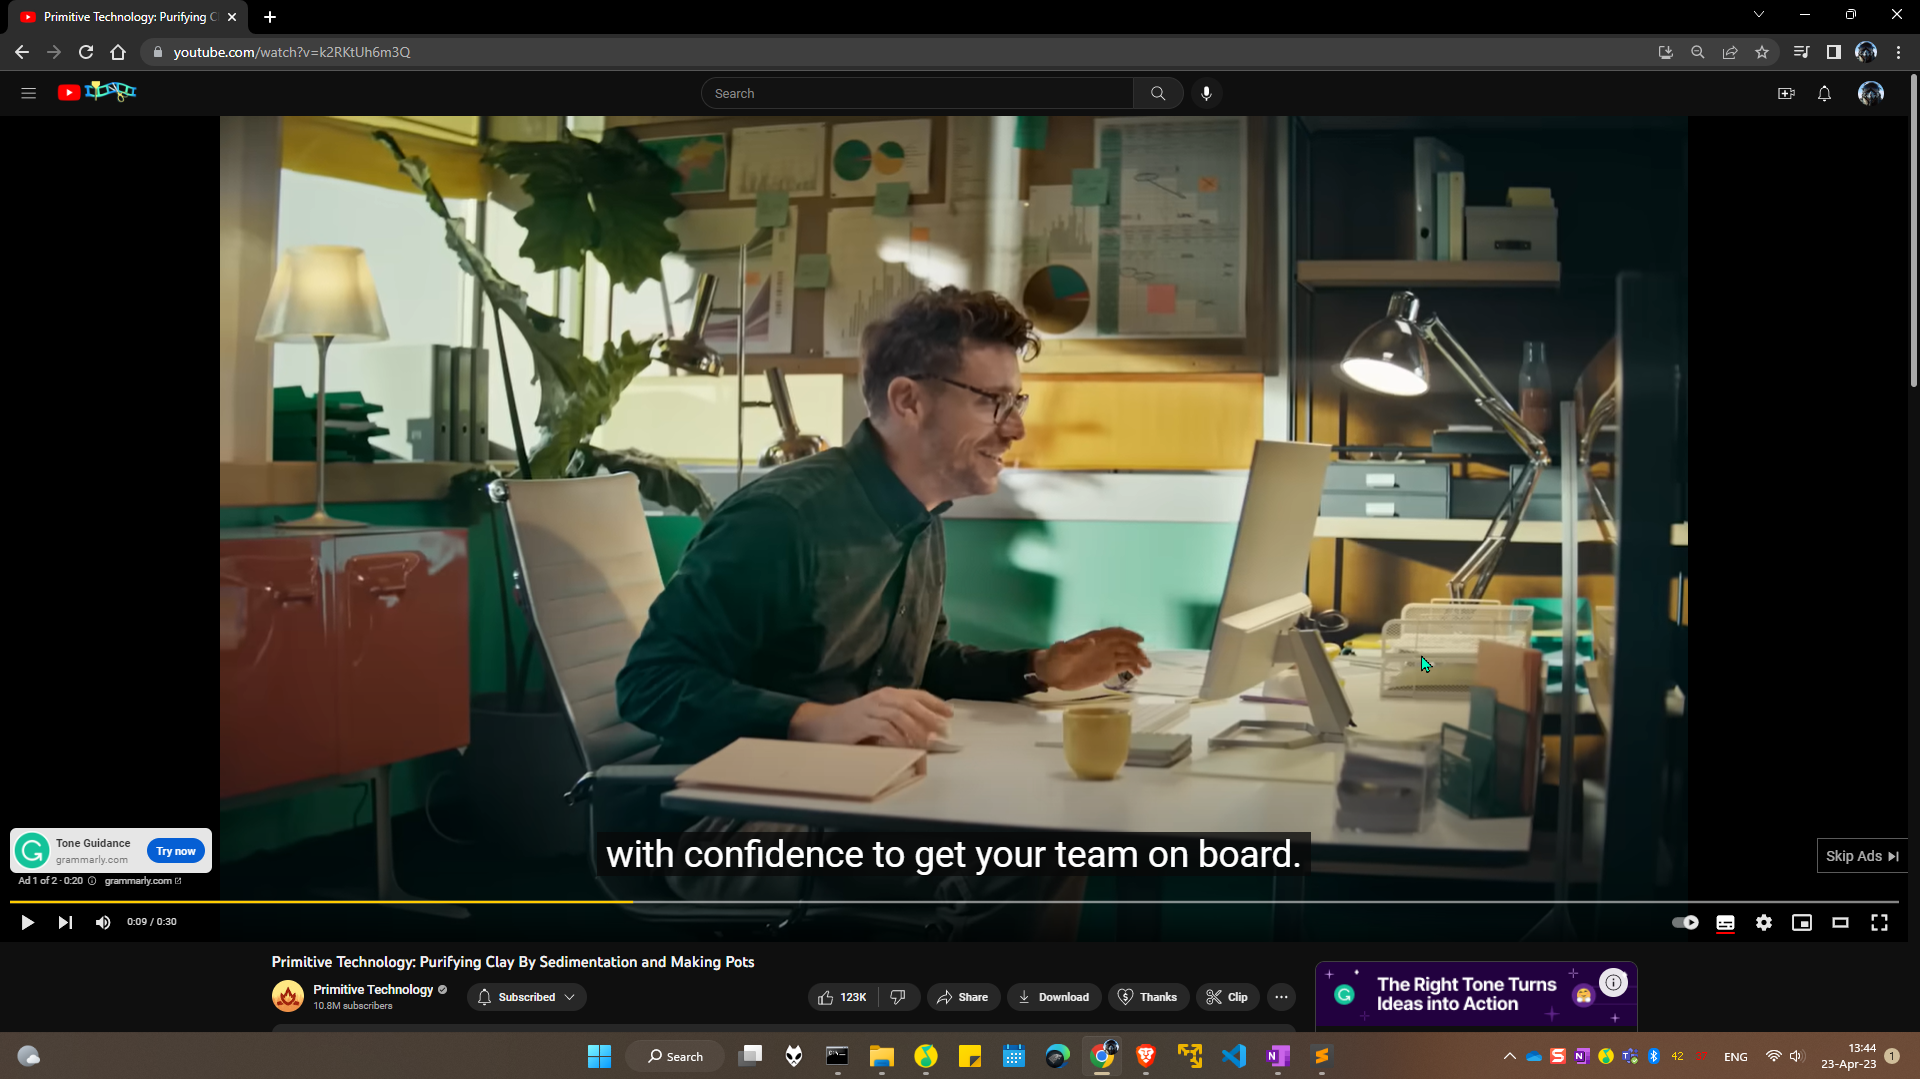 Primitive Technology: Purifying C
youtube.com/watch?v=k2RKtUh6m3Q
Search
with confidence to get your team on board.
Tone Guidance
grammarly.com
Try now
Ad 1 of 2 · 0:20
grammarly.com
Skip Ads
0:09 / 0:30
Primitive Technology: Purifying Clay By Sedimentation and Making Pots
Primitive Technology
10.8M subscribers
Subscribed
123K
Share
Download
Thanks
Clip
The Right Tone Turns
Ideas into Action
Search
42
ENG
13:44
23-Apr-23
1